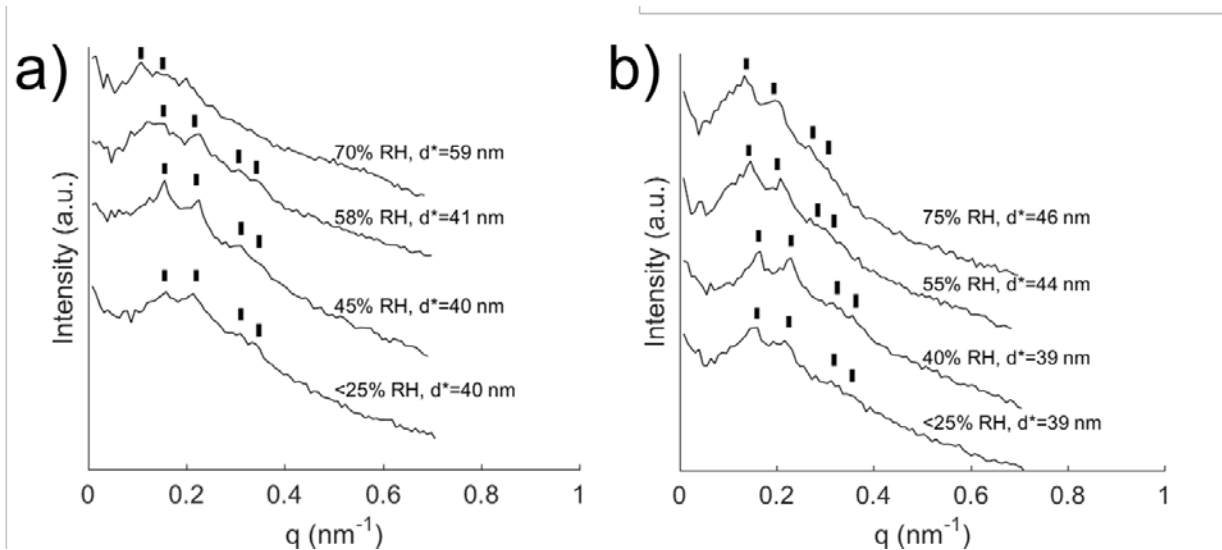 a)
Intensity (a.u.)
70% RH, d*=59 nm
58% RH, d*=41 nm
45% RH, d*=40 nm
<25% RH, d*=40 nm
0 0.2 0.4 0.6 0.8 1
q (nm-1)
b)
Intensity (a.u.)
75% RH, d*=46 nm
55% RH, d*=44 nm
40% RH, d*=39 nm
<25% RH, d*=39 nm
0 0.2 0.4 0.6 0.8 1
q (nm-1)